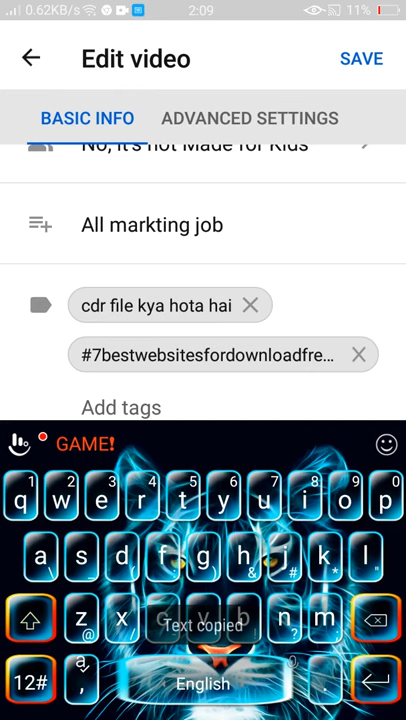 0.62KB/s 2:09 11%
Edit video SAVE
BASIC INFO ADVANCED SETTINGS
No, it's not Made for Kids
All markting job
cdr file kya hota hai
#7bestwebsitesfordownloadfre...
Add tags
GAME!
1 2 3 4 5 6 7 8 9 0
q w e r t y u i o p
a s d f g h j k l
\ _ ( : ) & # * "
z x c v b n m
@ / ?
Text copied
12# , English .